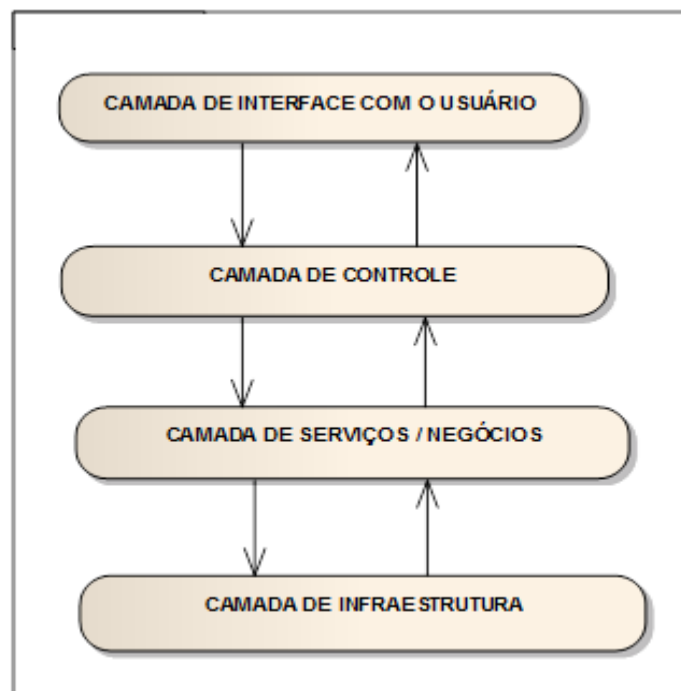 CAMADA DE INTERFACE COM O USUÁRIO
CAMADA DE CONTROLE
CAMADA DE SERVIÇOS / NEGÓCIOS
CAMADA DE INFRAESTRUTURA